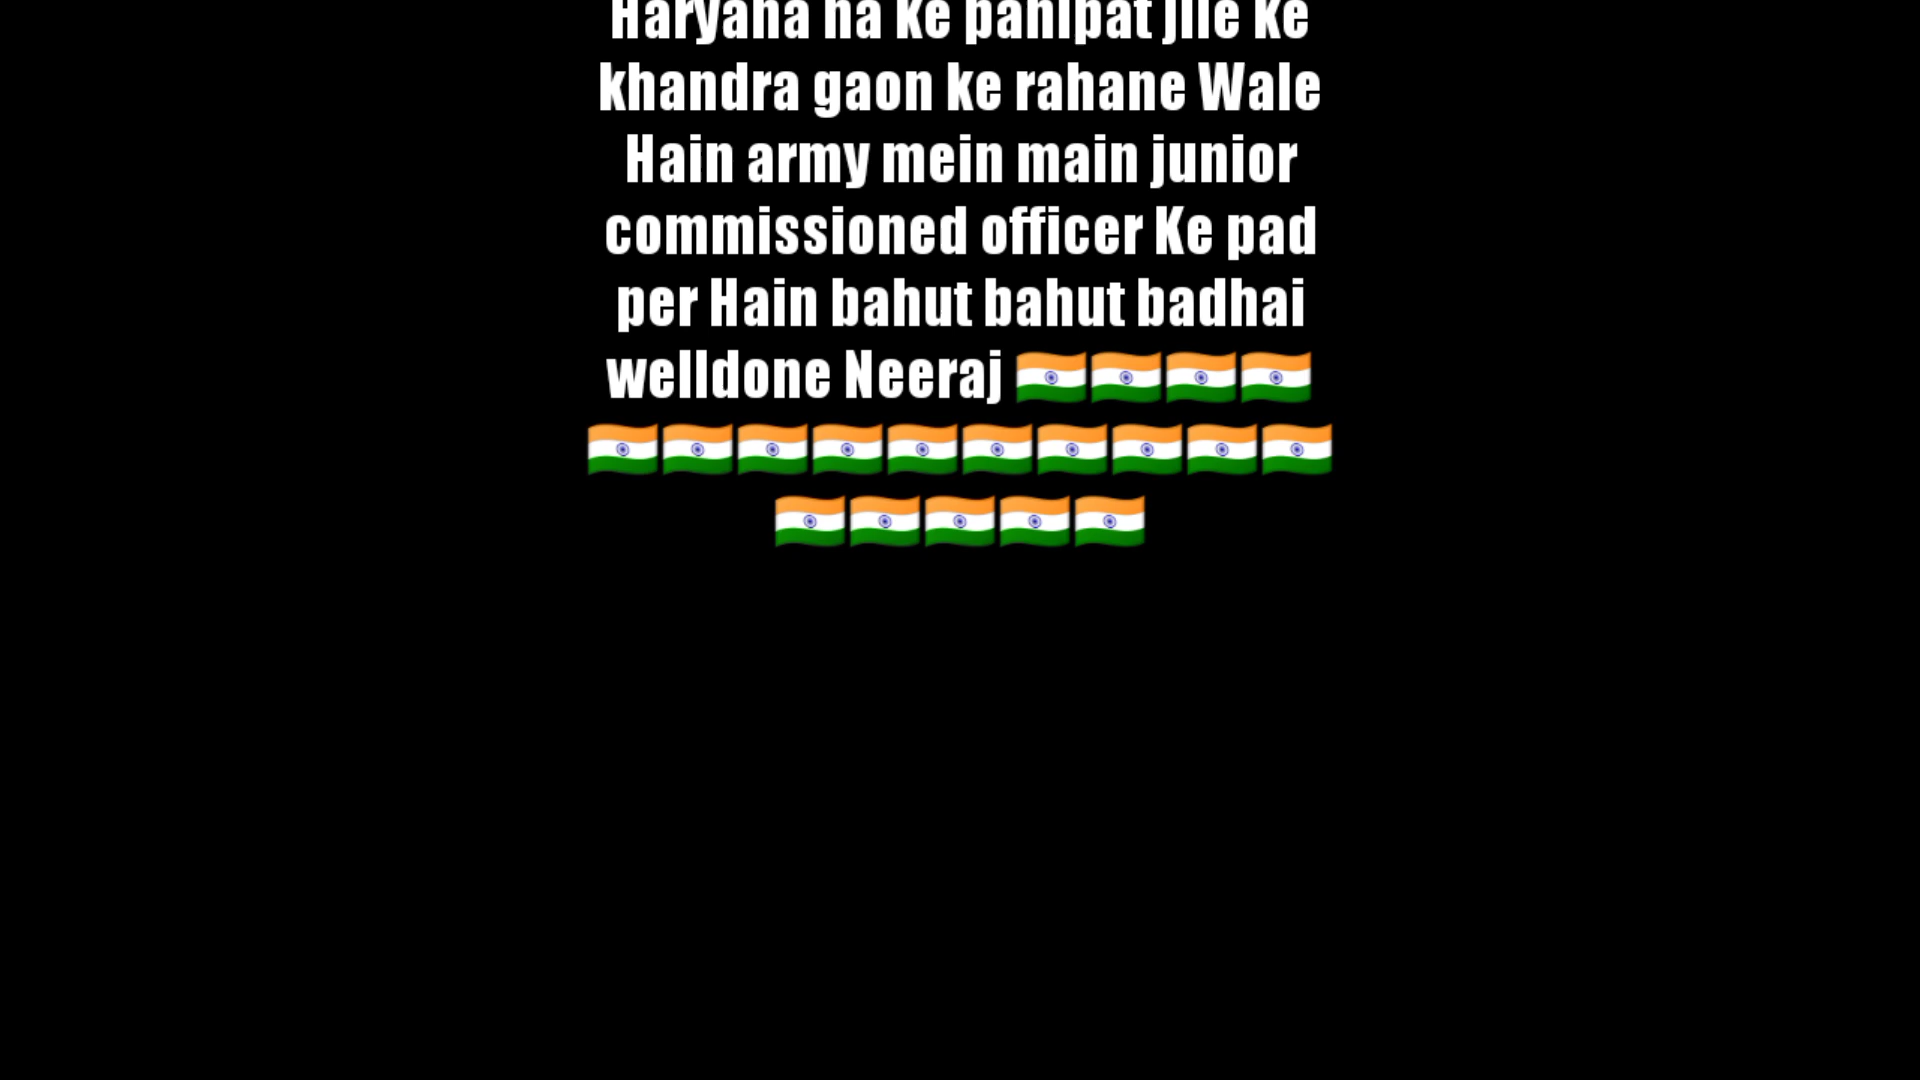 Haryana na ke panipat jile ke
khandra gaon ke rahane Wale
Hain army mein main junior
commissioned officer Ke pad
per Hain bahut bahut badhai
welldone Neeraj 🇮🇳🇮🇳🇮🇳🇮🇳
🇮🇳🇮🇳🇮🇳🇮🇳🇮🇳🇮🇳🇮🇳🇮🇳🇮🇳🇮🇳
🇮🇳🇮🇳🇮🇳🇮🇳🇮🇳